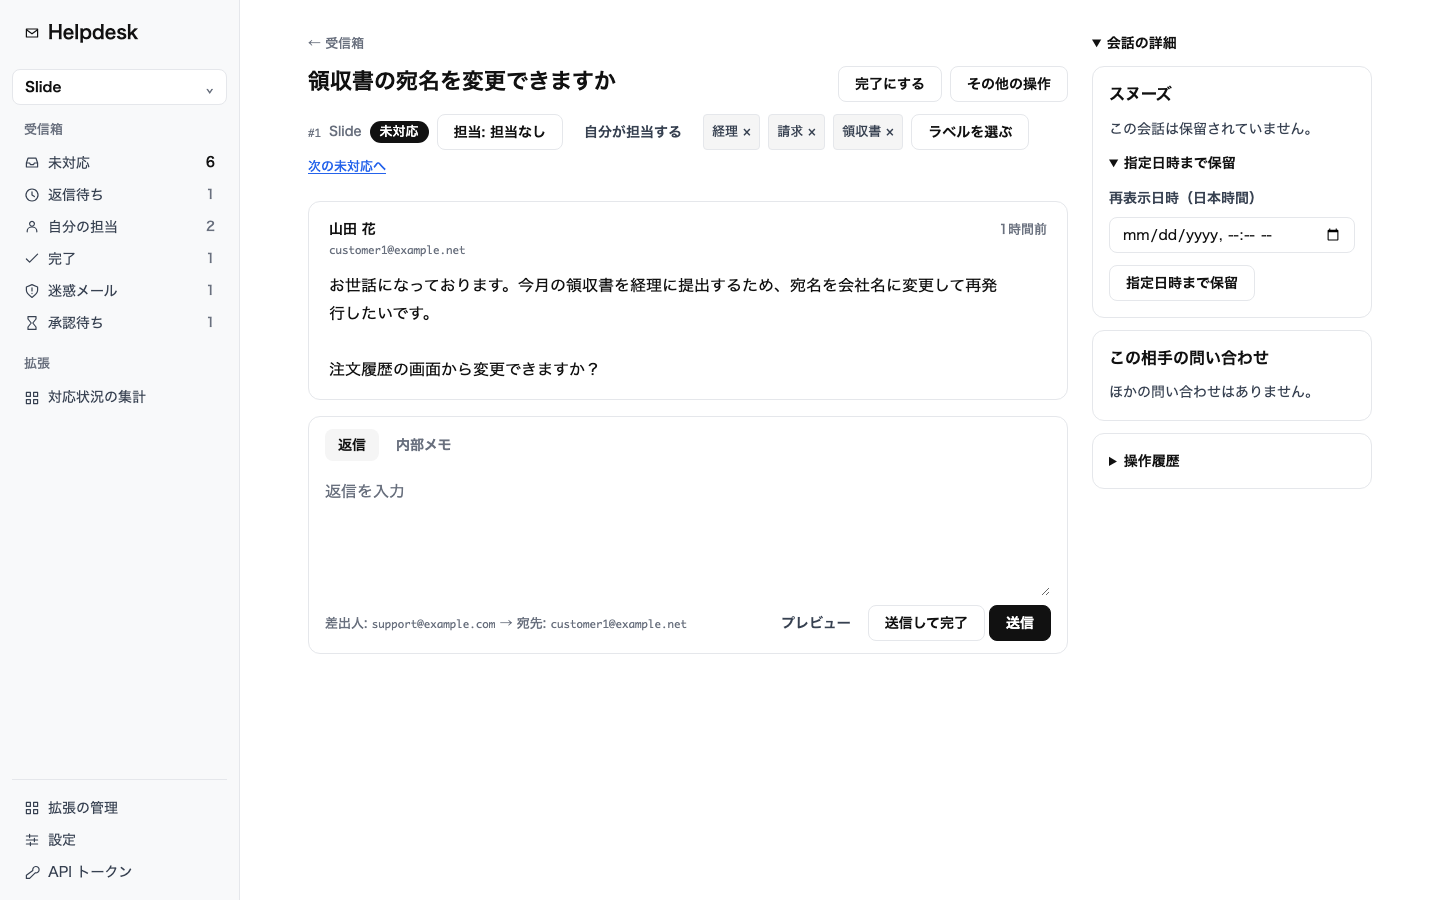 Helpdesk
Slide
受信箱
未対応 6
返信待ち 1
自分の担当 2
完了 1
迷惑メール 1
承認待ち 1
拡張
対応状況の集計
拡張の管理
設定
API トークン
← 受信箱
領収書の宛名を変更できますか
完了にする
その他の操作
#1 Slide 未対応 担当: 担当なし 自分が担当する 経理 × 請求 × 領収書 × ラベルを選ぶ
次の未対応へ
山田 花 1時間前
customer1@example.net
お世話になっております。今月の領収書を経理に提出するため、宛名を会社名に変更して再発
行したいです。
注文履歴の画面から変更できますか？
返信 内部メモ
返信を入力
差出人: support@example.com → 宛先: customer1@example.net
プレビュー 送信して完了 送信
▼ 会話の詳細
スヌーズ
この会話は保留されていません。
▼ 指定日時まで保留
再表示日時（日本時間）
mm/dd/yyyy, --:-- --
指定日時まで保留
この相手の問い合わせ
ほかの問い合わせはありません。
▶ 操作履歴